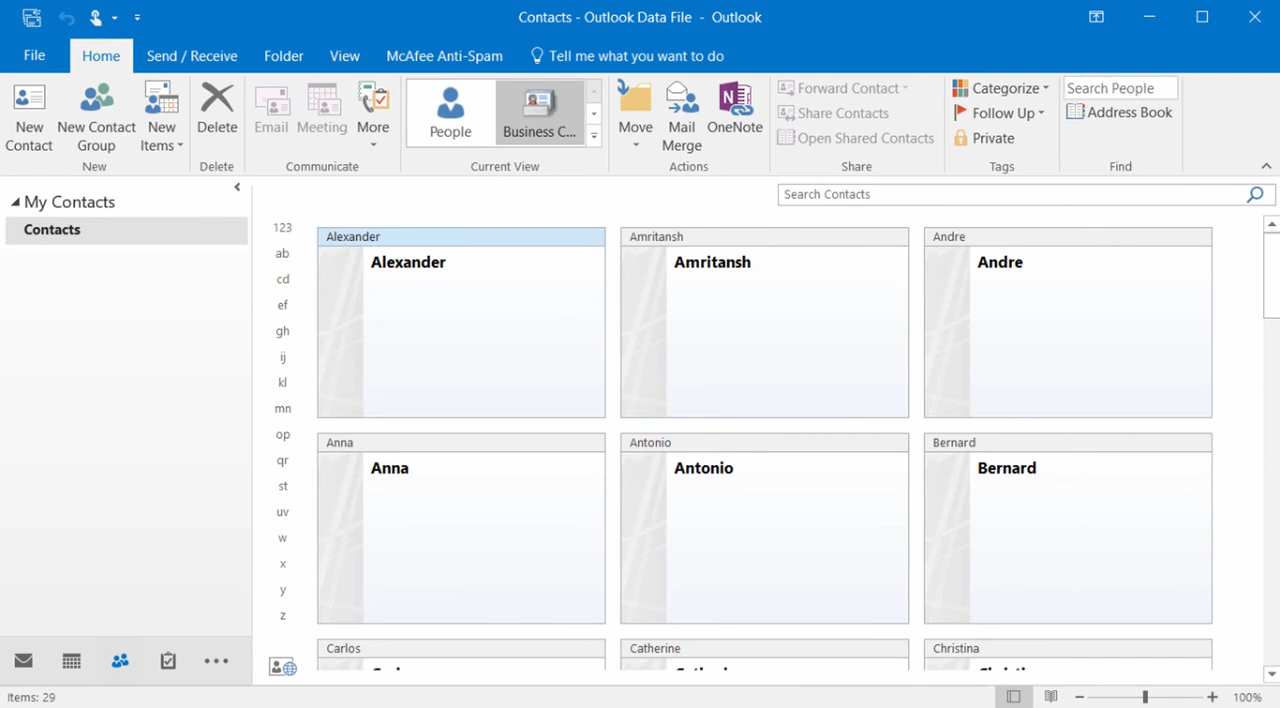 Contacts - Outlook Data File - Outlook
File Home Send / Receive Folder View McAfee Anti-Spam Tell me what you want to do
New Contact
New Contact Group
New Items
New
Delete
Delete
Email
Meeting
More
Communicate
People
Business C...
Current View
Move
Mail Merge
OneNote
Actions
Forward Contact
Share Contacts
Open Shared Contacts
Share
Categorize
Follow Up
Private
Tags
Search People
Address Book
Find
My Contacts
Contacts
Search Contacts
123
ab
cd
ef
gh
ij
kl
mn
op
qr
st
uv
w
x
y
z
Alexander
Alexander
Amritansh
Amritansh
Andre
Andre
Anna
Anna
Antonio
Antonio
Bernard
Bernard
Carlos
Catherine
Christina
Items: 29
100%